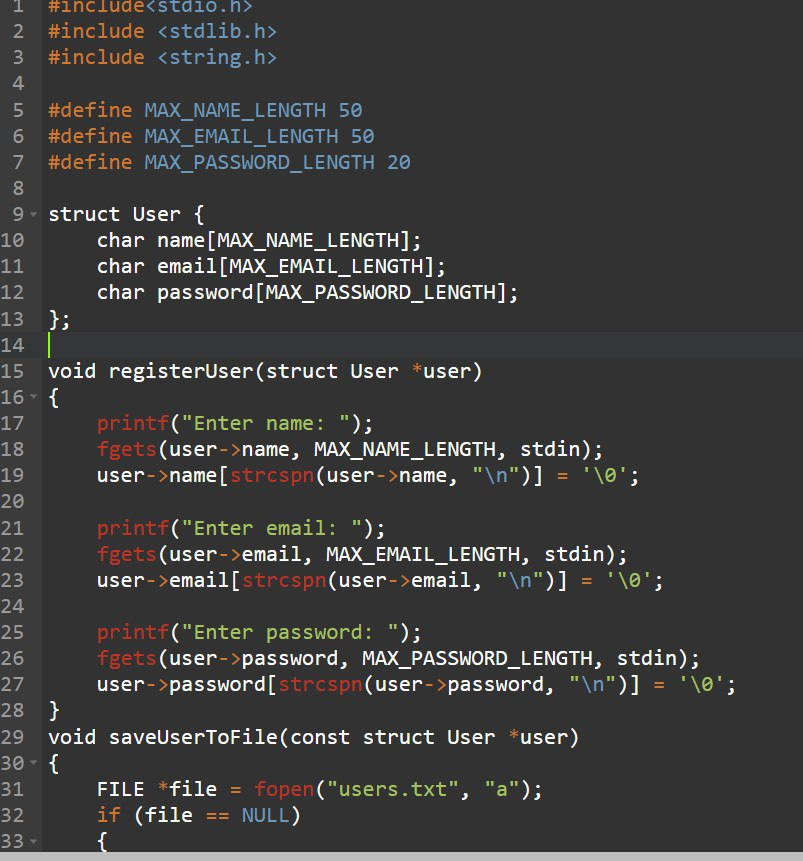 1 #include<stdio.h>
2 #include <stdlib.h>
3 #include <string.h>
4
5 #define MAX_NAME_LENGTH 50
6 #define MAX_EMAIL_LENGTH 50
7 #define MAX_PASSWORD_LENGTH 20
8
9 struct User {
10     char name[MAX_NAME_LENGTH];
11     char email[MAX_EMAIL_LENGTH];
12     char password[MAX_PASSWORD_LENGTH];
13 };
14
15 void registerUser(struct User *user)
16 {
17     printf("Enter name: ");
18     fgets(user->name, MAX_NAME_LENGTH, stdin);
19     user->name[strcspn(user->name, "\n")] = '\0';
20
21     printf("Enter email: ");
22     fgets(user->email, MAX_EMAIL_LENGTH, stdin);
23     user->email[strcspn(user->email, "\n")] = '\0';
24
25     printf("Enter password: ");
26     fgets(user->password, MAX_PASSWORD_LENGTH, stdin);
27     user->password[strcspn(user->password, "\n")] = '\0';
28 }
29 void saveUserToFile(const struct User *user)
30 {
31     FILE *file = fopen("users.txt", "a");
32     if (file == NULL)
33     {